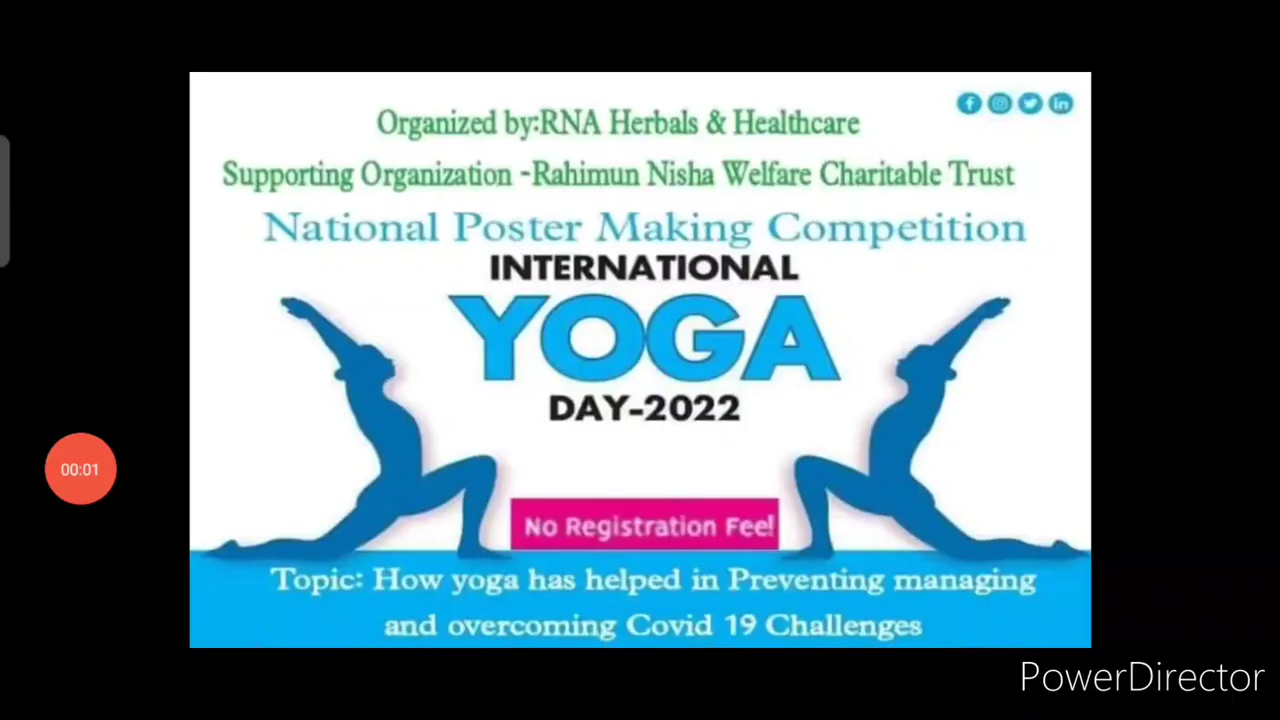 Organized by:RNA Herbals & Healthcare
Supporting Organization -Rahimun Nisha Welfare Charitable Trust
National Poster Making Competition
INTERNATIONAL
YOGA
DAY-2022
00:01
No Registration Fee!
Topic: How yoga has helped in Preventing managing
and overcoming Covid 19 Challenges
PowerDirector